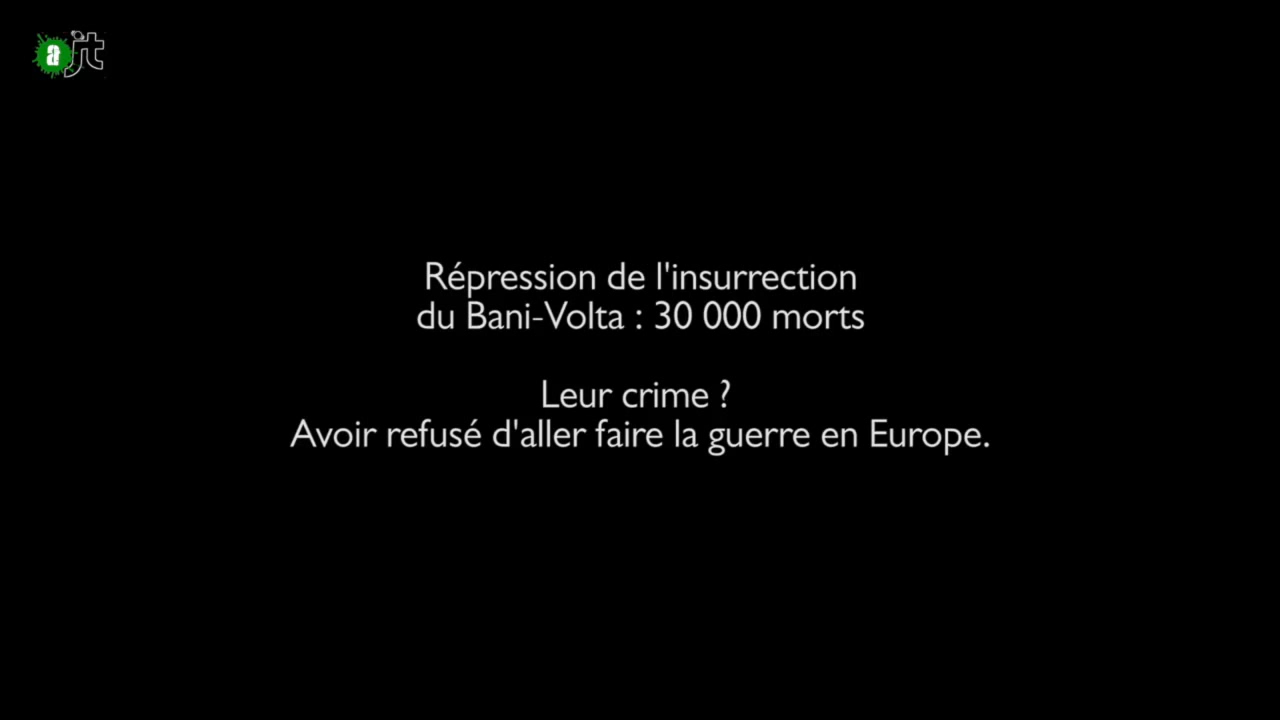 ajt
Répression de l'insurrection
du Bani-Volta : 30 000 morts
Leur crime ?
Avoir refusé d'aller faire la guerre en Europe.